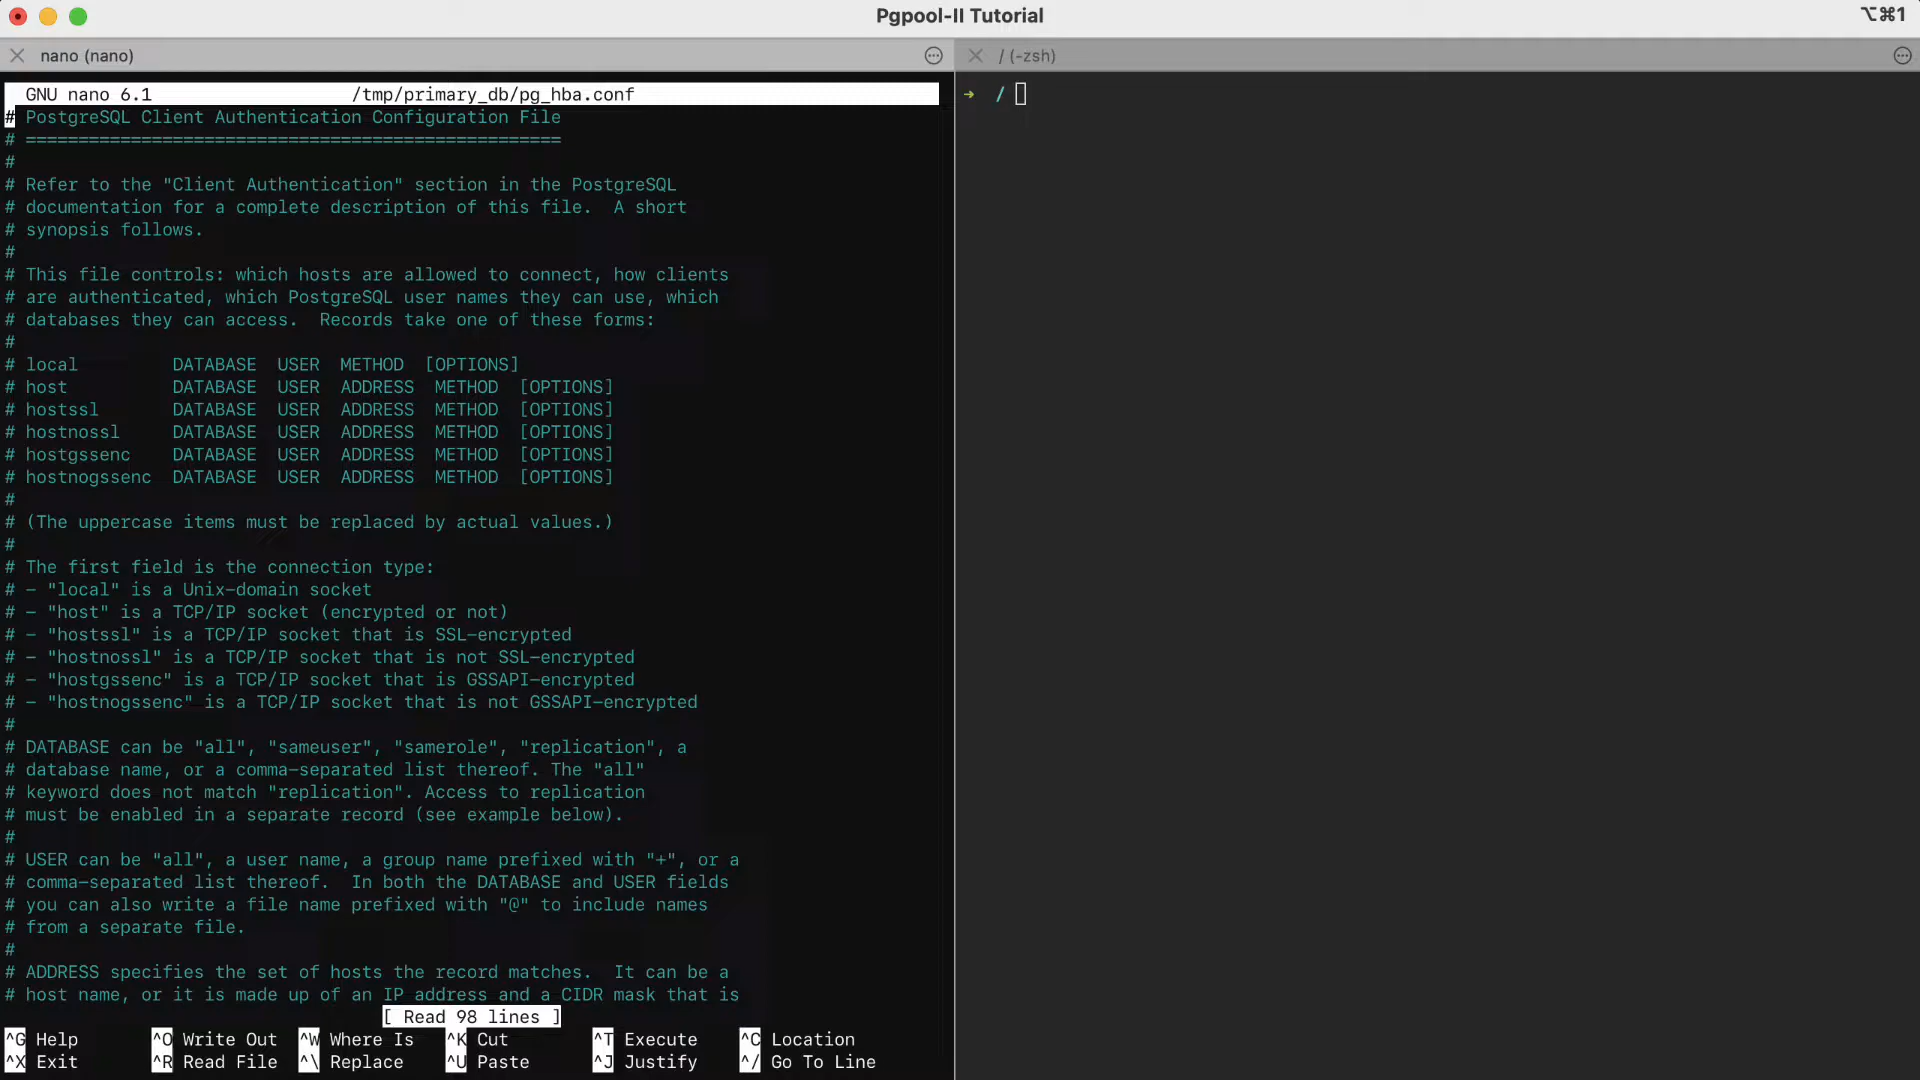 Pgpool-II Tutorial
⌥⌘1
nano (nano)
/ (-zsh)
GNU nano 6.1 /tmp/primary_db/pg_hba.conf
# PostgreSQL Client Authentication Configuration File
# ===================================================
#
# Refer to the "Client Authentication" section in the PostgreSQL
# documentation for a complete description of this file.  A short
# synopsis follows.
#
# This file controls: which hosts are allowed to connect, how clients
# are authenticated, which PostgreSQL user names they can use, which
# databases they can access.  Records take one of these forms:
#
# local         DATABASE  USER  METHOD  [OPTIONS]
# host          DATABASE  USER  ADDRESS  METHOD  [OPTIONS]
# hostssl       DATABASE  USER  ADDRESS  METHOD  [OPTIONS]
# hostnossl     DATABASE  USER  ADDRESS  METHOD  [OPTIONS]
# hostgssenc    DATABASE  USER  ADDRESS  METHOD  [OPTIONS]
# hostnogssenc  DATABASE  USER  ADDRESS  METHOD  [OPTIONS]
#
# (The uppercase items must be replaced by actual values.)
#
# The first field is the connection type:
# - "local" is a Unix-domain socket
# - "host" is a TCP/IP socket (encrypted or not)
# - "hostssl" is a TCP/IP socket that is SSL-encrypted
# - "hostnossl" is a TCP/IP socket that is not SSL-encrypted
# - "hostgssenc" is a TCP/IP socket that is GSSAPI-encrypted
# - "hostnogssenc" is a TCP/IP socket that is not GSSAPI-encrypted
#
# DATABASE can be "all", "sameuser", "samerole", "replication", a
# database name, or a comma-separated list thereof. The "all"
# keyword does not match "replication". Access to replication
# must be enabled in a separate record (see example below).
#
# USER can be "all", a user name, a group name prefixed with "+", or a
# comma-separated list thereof.  In both the DATABASE and USER fields
# you can also write a file name prefixed with "@" to include names
# from a separate file.
#
# ADDRESS specifies the set of hosts the record matches.  It can be a
# host name, or it is made up of an IP address and a CIDR mask that is
[ Read 98 lines ]
^G Help ^O Write Out ^W Where Is ^K Cut ^T Execute ^C Location
^X Exit ^R Read File ^\ Replace ^U Paste ^J Justify ^/ Go To Line
➜ /